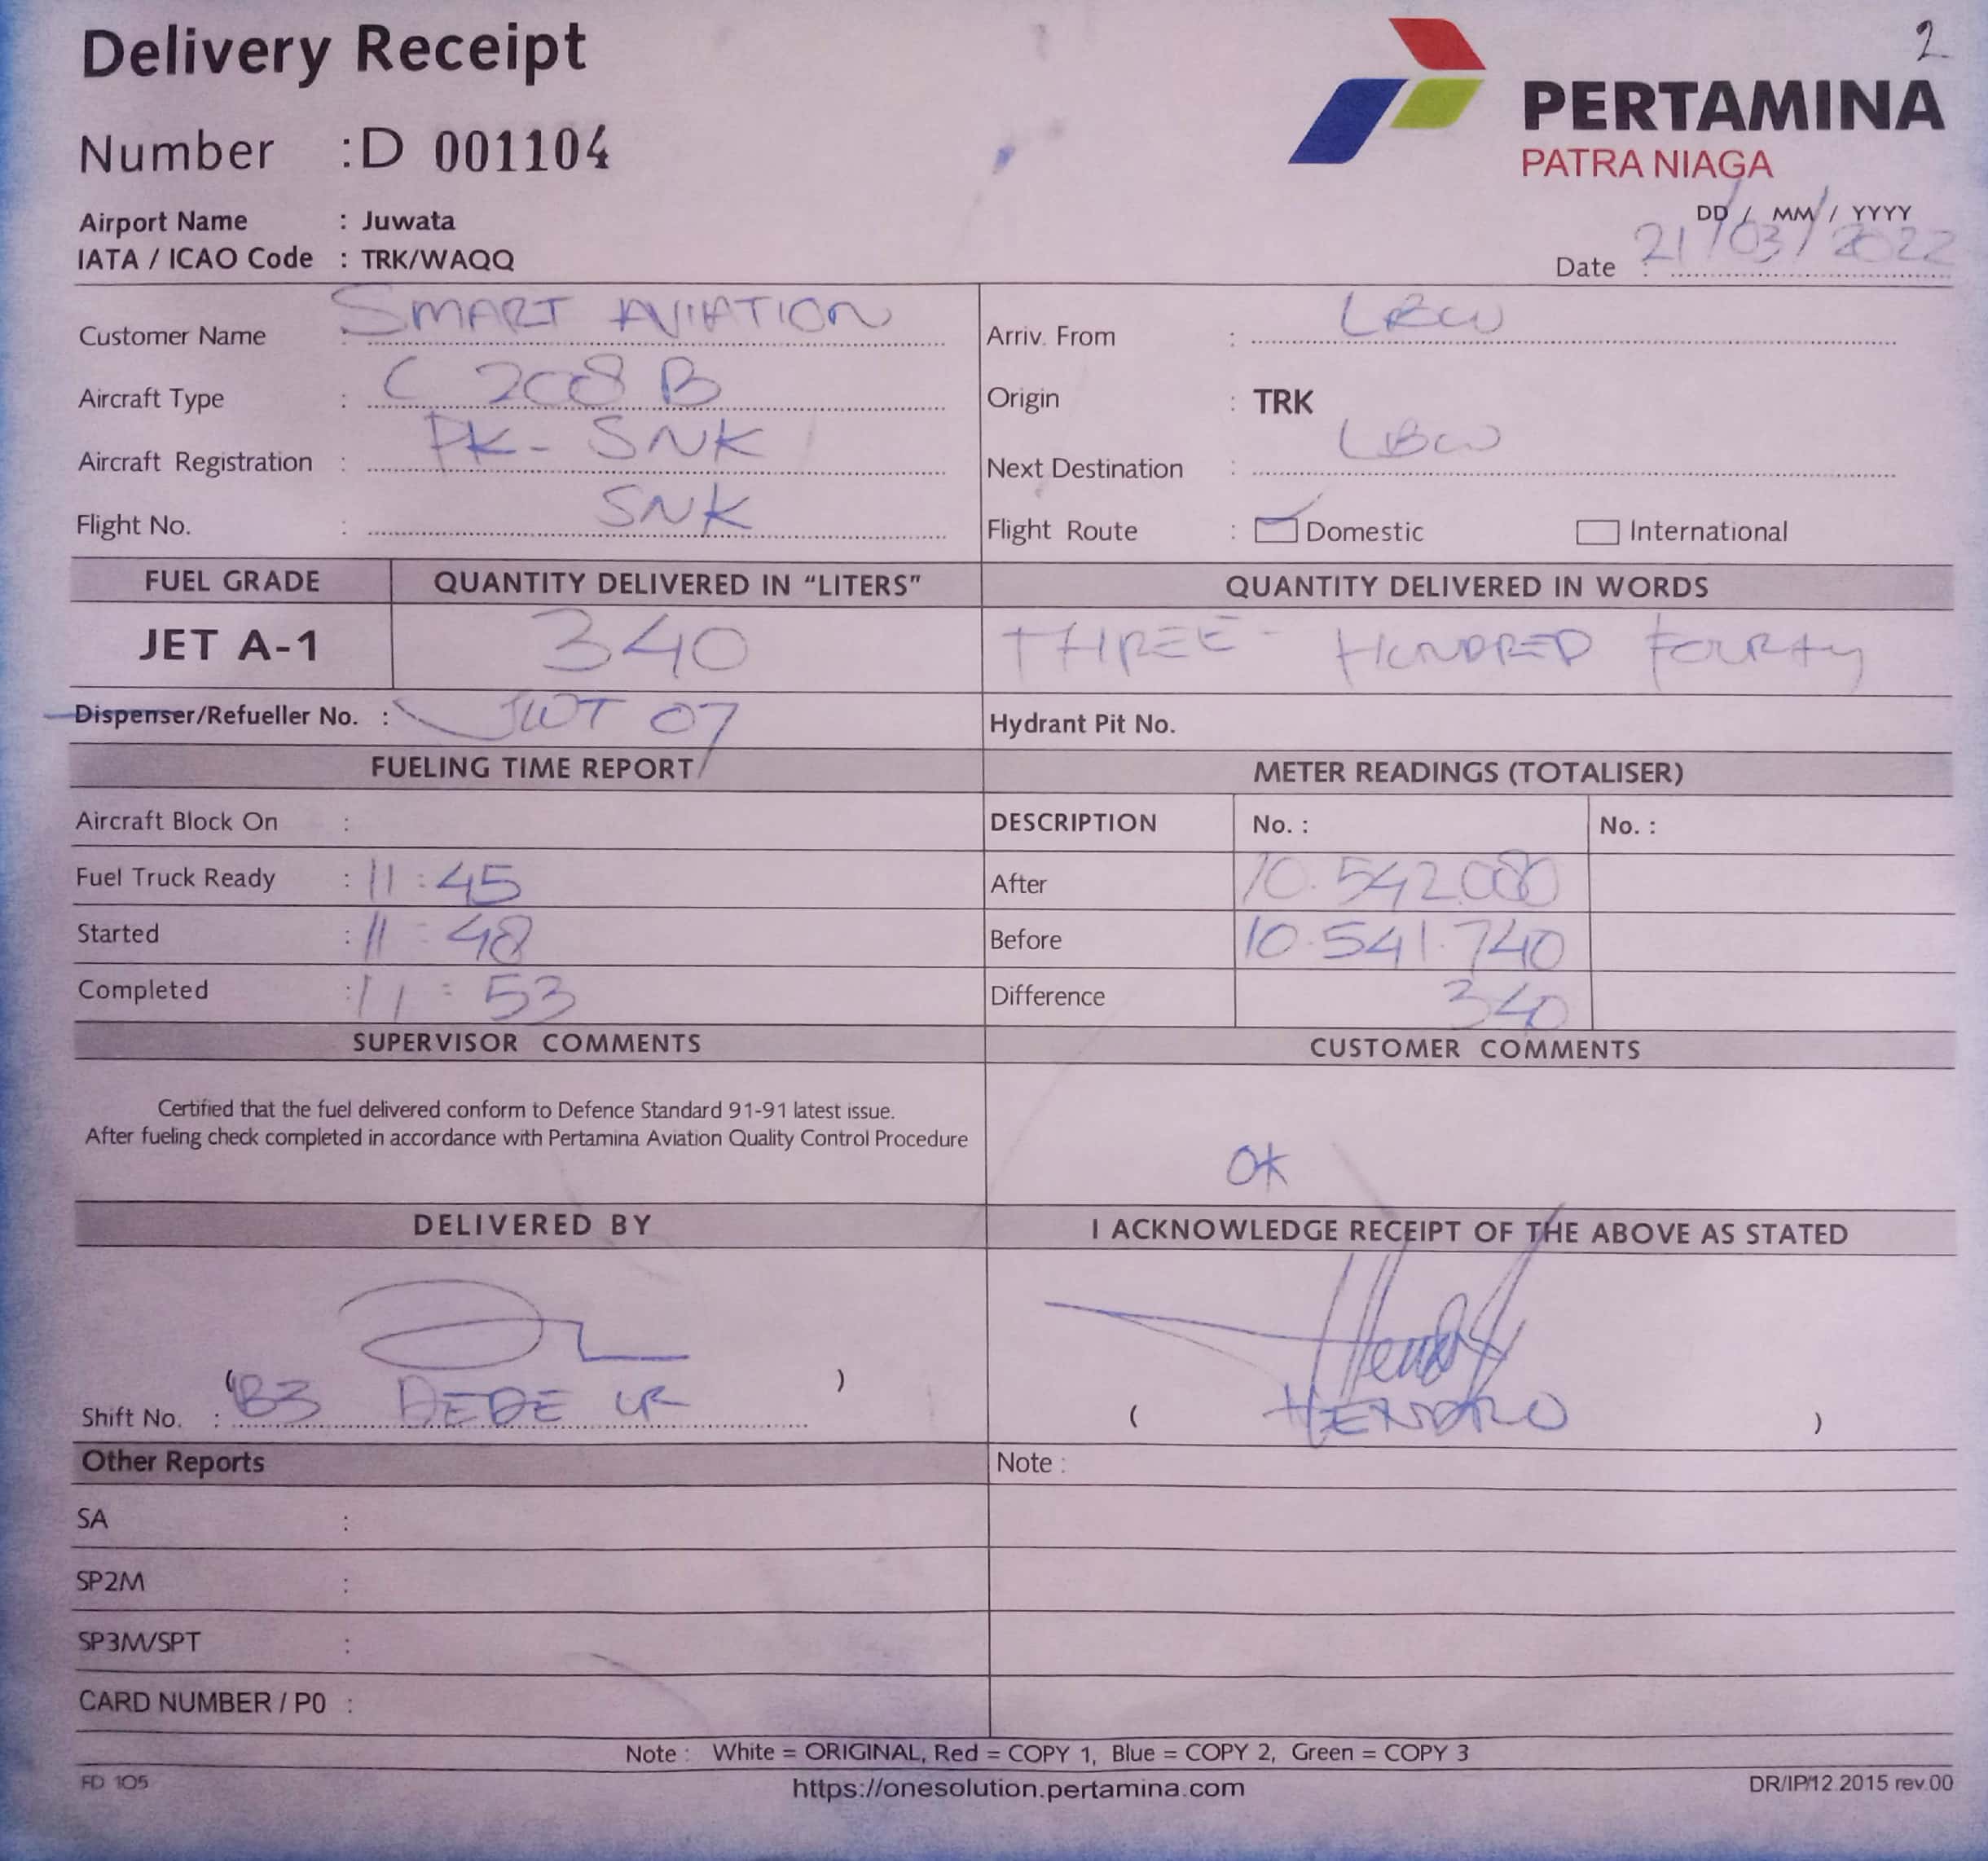 2
Delivery Receipt
PERTAMINA
PATRA NIAGA
Number : D 001104
Airport Name : Juwata
IATA / ICAO Code : TRK/WAQQ
DD / MM / YYYY
Date : 21/03/2022
Customer Name : SMART AVIATION
Arriv. From : LBW
Aircraft Type : C 208 B
Origin : TRK
Aircraft Registration : PK-SNK
Next Destination : LBW
Flight No. : SNK
Flight Route : Domestic International
FUEL GRADE QUANTITY DELIVERED IN "LITERS" QUANTITY DELIVERED IN WORDS
JET A-1 340 THREE-HUNDRED FOURTY
Dispenser/Refueller No. : JWT 07 Hydrant Pit No.
FUELING TIME REPORT METER READINGS (TOTALISER)
Aircraft Block On : DESCRIPTION No. : No. :
Fuel Truck Ready : 11:45 After 10.542.080
Started : 11:48 Before 10.541.740
Completed : 11:53 Difference 340
SUPERVISOR COMMENTS CUSTOMER COMMENTS
Certified that the fuel delivered conform to Defence Standard 91-91 latest issue.
After fueling check completed in accordance with Pertamina Aviation Quality Control Procedure
OK
DELIVERED BY I ACKNOWLEDGE RECEIPT OF THE ABOVE AS STATED
( )
Shift No. : B3 DEDE ( HENDRO )
Other Reports Note :
SA :
SP2M :
SP3M/SPT :
CARD NUMBER / P0 :
Note : White = ORIGINAL, Red = COPY 1, Blue = COPY 2, Green = COPY 3
FD 105 https://onesolution.pertamina.com DR/IP/12.2015 rev.00